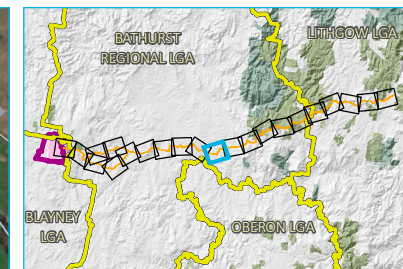 BATHURST
REGIONAL LGA
LITHGOW LGA
BLAYNEY
LGA
OBERON LGA